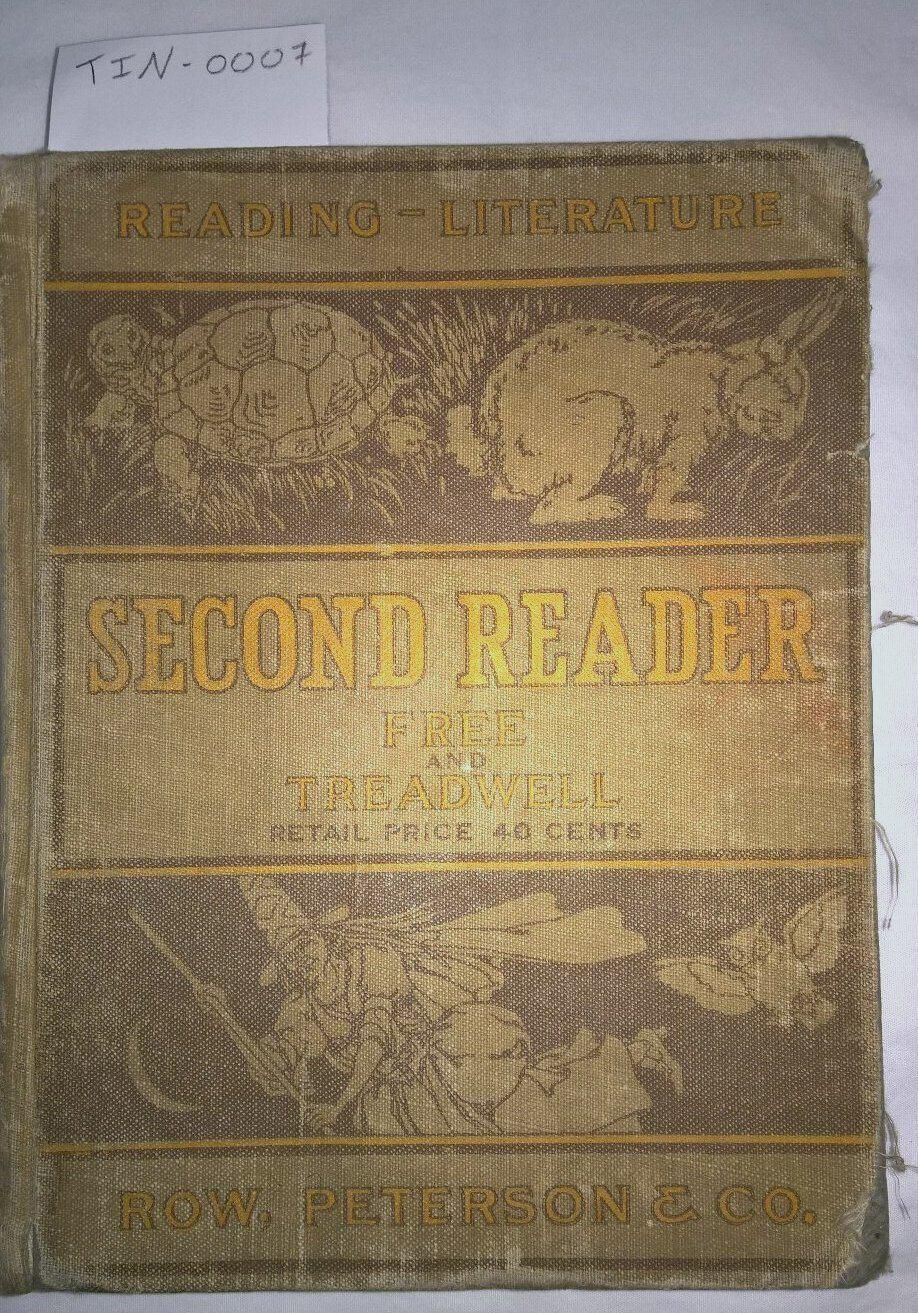 TIN-0007
READING - LITERATURE
SECOND READER
FREE
AND
TREADWELL
RETAIL PRICE 40 CENTS
ROW, PETERSON & CO.